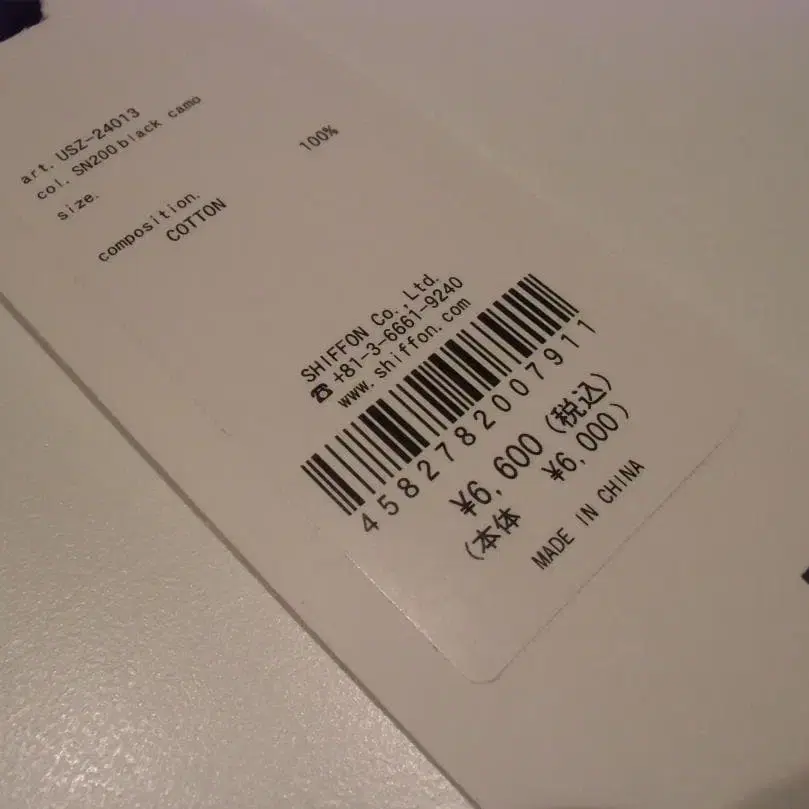 art. USZ-24013
col. SN200 black camo
size.
composition.
COTTON 100%
SHIFFON Co.,Ltd.
☎ +81-3-6661-9240
www.shiffon.com
4582782007911
¥6,600 (税込)
(本体 ¥6,000)
MADE IN CHINA